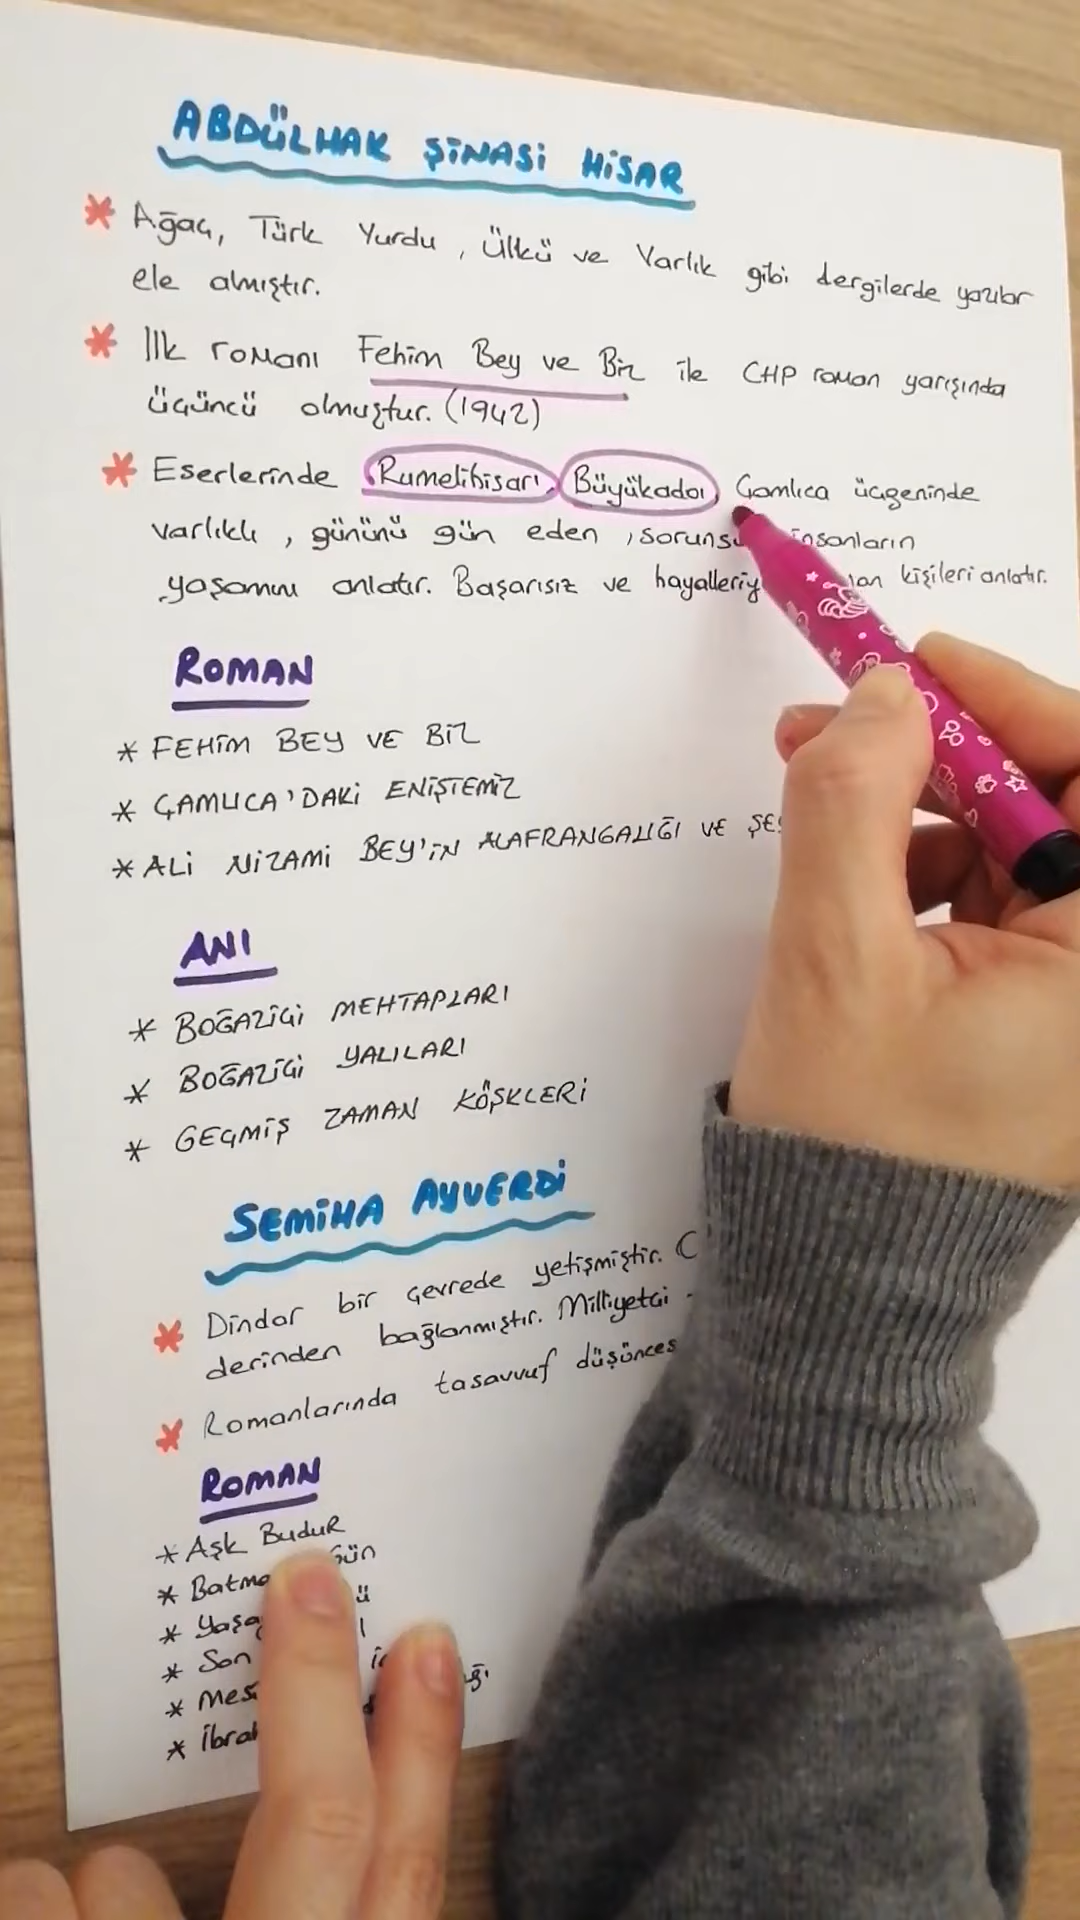 ABDÜLHAK ŞİNASİ HİSAR
* Ağaç, Türk Yurdu, Ülkü ve Varlık gibi dergilerde yazılar
ele almıştır.
* İlk romanı Fehim Bey ve Biz ile CHP roman yarışında
üçüncü olmuştur. (1942)
* Eserlerinde Rumelihisarı, Büyükada, Çamlıca üçgeninde
varlıklı, gününü gün eden, insanların
yaşamını anlatır. Başarısız ve kişileri anlatır.
ROMAN
* FEHİM BEY VE BİZ
* ÇAMLICA'DAKİ ENİŞTEMİZ
* ALİ NİZAMİ BEY'İN ALAFRANGALIĞI VE
ANI
* BOĞAZİÇİ MEHTAPLARI
* BOĞAZİÇİ YALILARI
* GEÇMİŞ ZAMAN KÖŞKLERİ
SEMİHA AYVERDİ
* Dindar bir çevrede yetişmiştir.
derinden bağlanmıştır. Milliyetçi
* Romanlarında tasavvuf
ROMAN
* Aşk Budur
* Gün
*
* Son
*
*